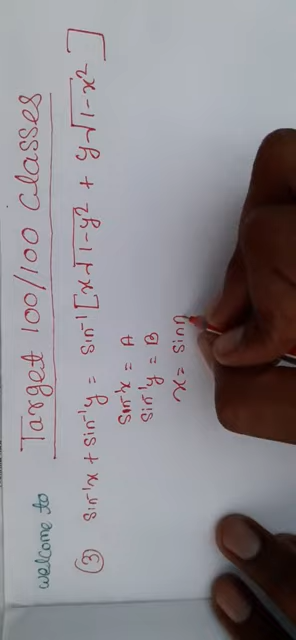 welcome to
Target 100/100 classes
(3) sin⁻¹x + sin⁻¹y = sin⁻¹[x√1-y² + y√1-x²]
sin⁻¹x = A
sin⁻¹y = B
x = sin